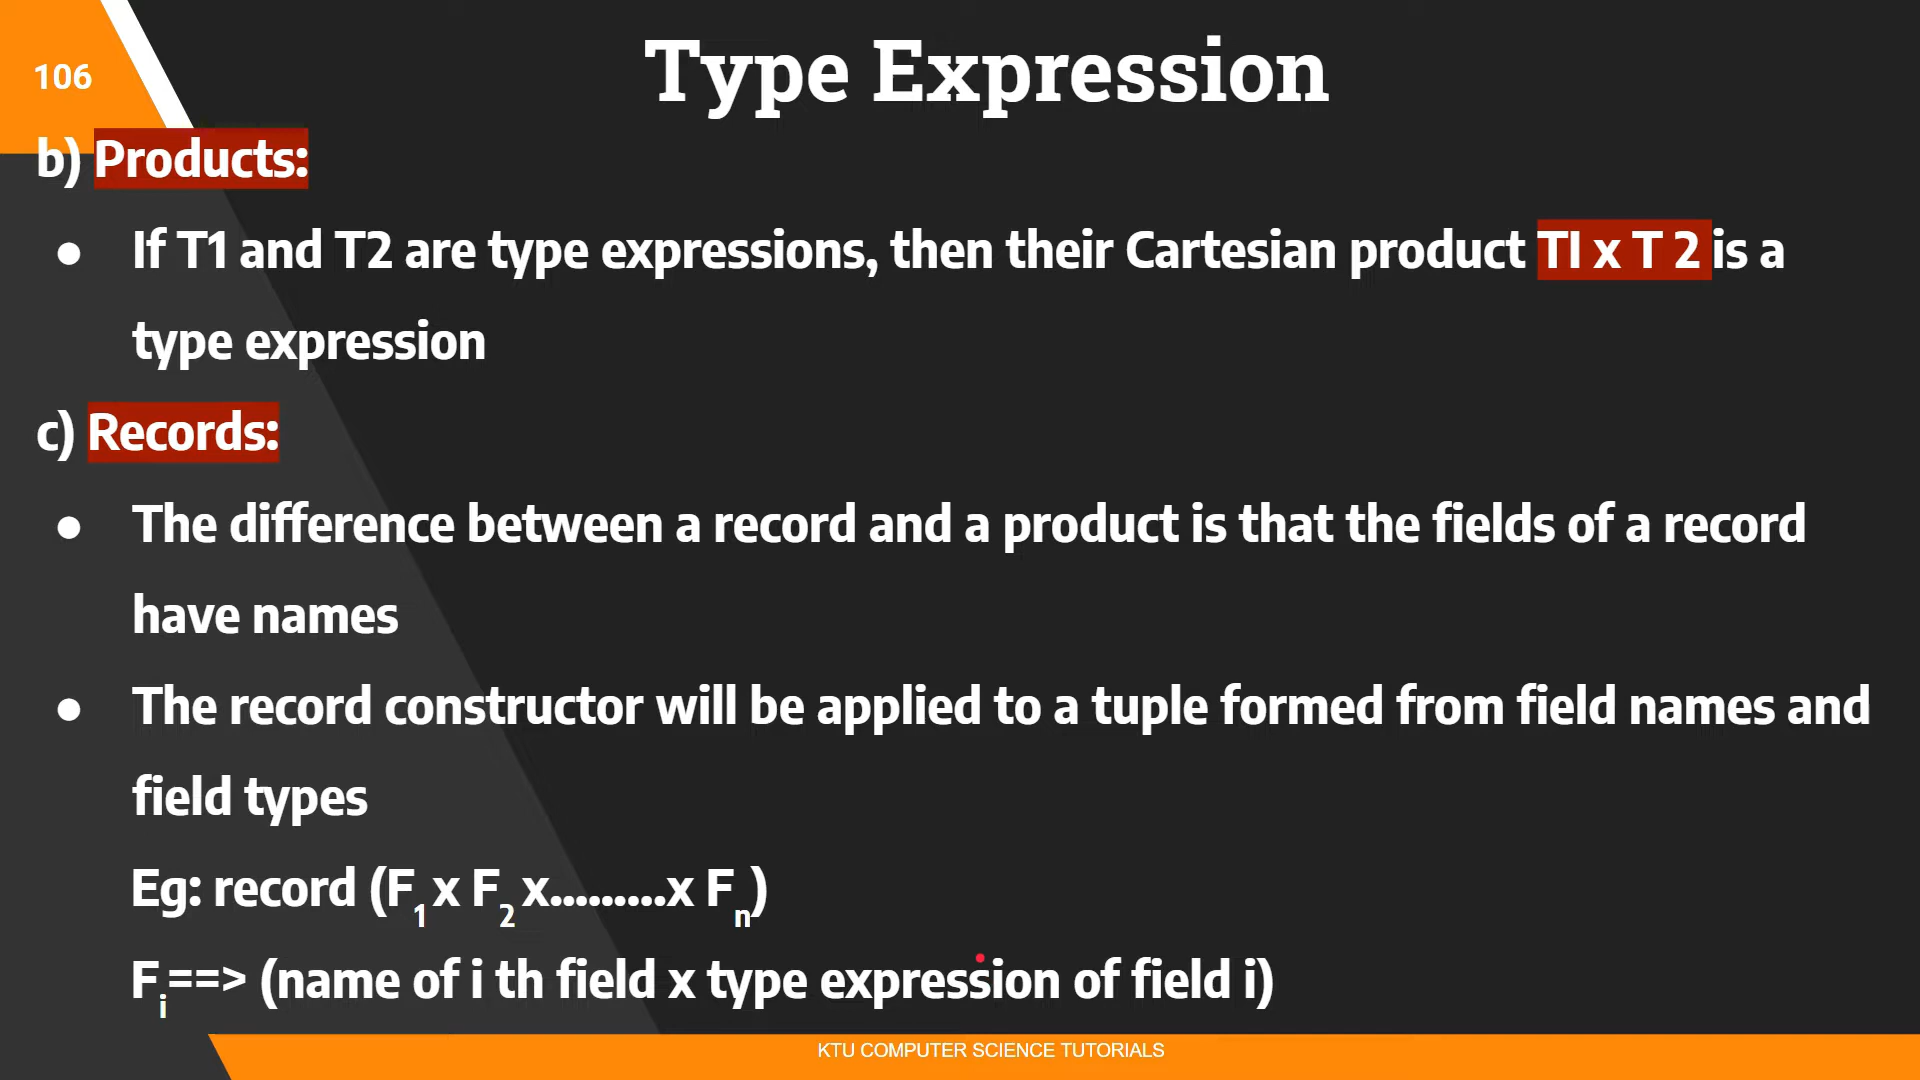 106
Type Expression
b) Products:
● If T1 and T2 are type expressions, then their Cartesian product TI x T 2 is a
type expression
c) Records:
● The difference between a record and a product is that the fields of a record
have names
● The record constructor will be applied to a tuple formed from field names and
field types
Eg: record (F₁ x F₂ x.........x Fₙ)
Fᵢ ==> (name of i th field x type expression of field i)
KTU COMPUTER SCIENCE TUTORIALS